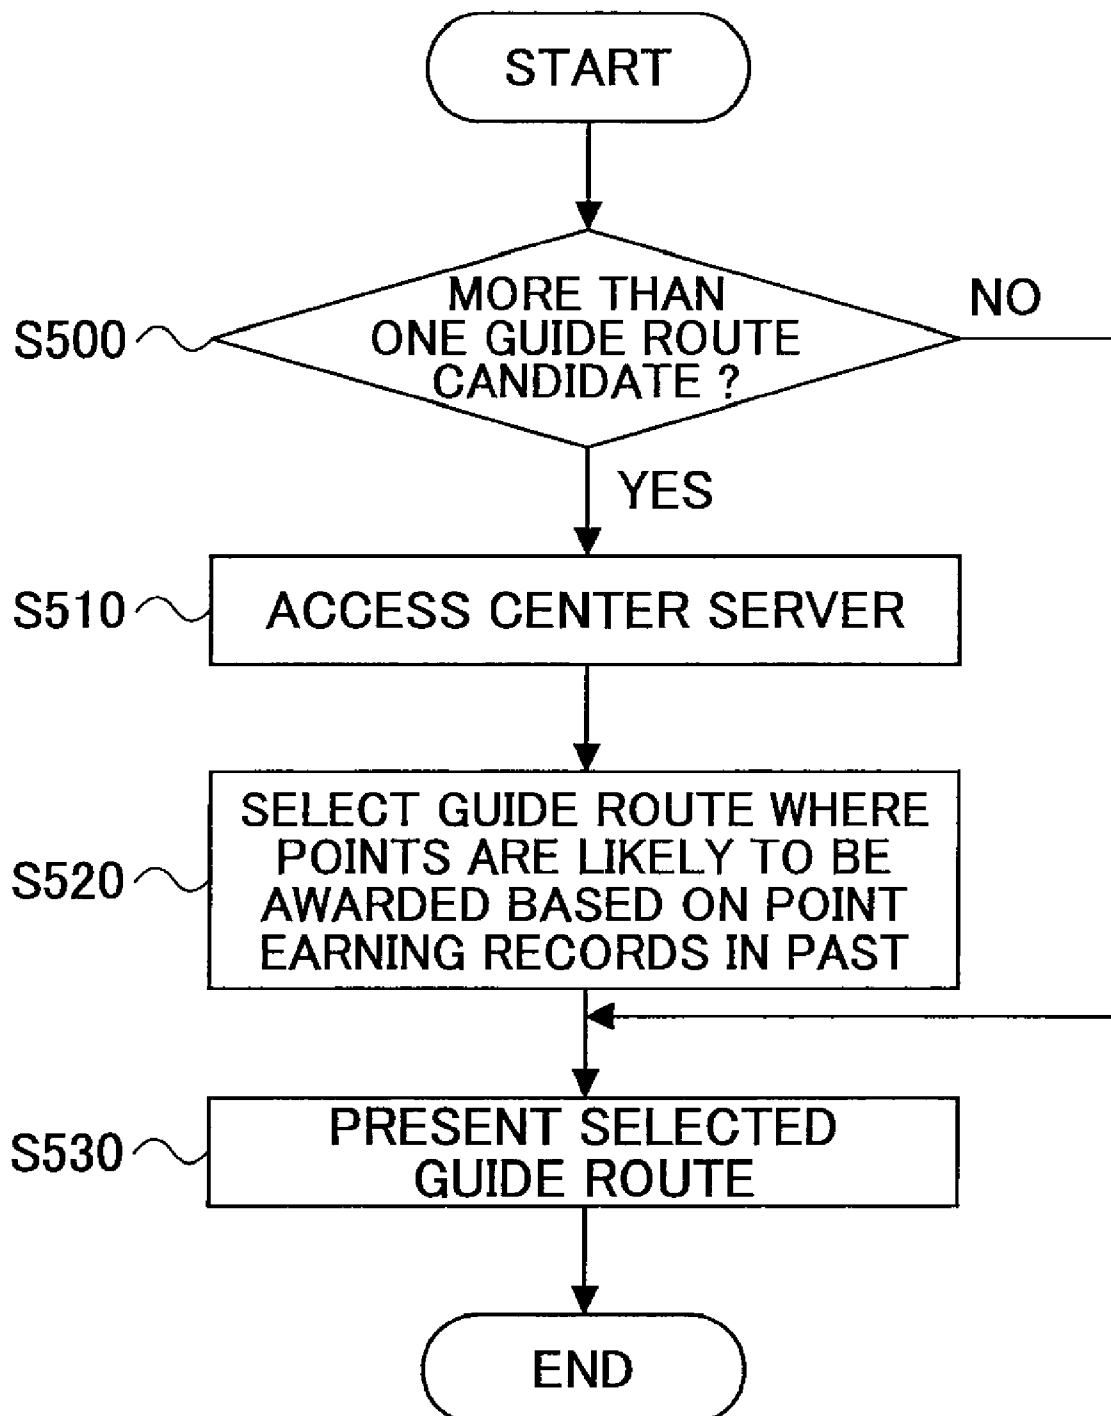 START
MORE THAN
ONE GUIDE ROUTE
CANDIDATE ?
NO
S500
YES
S510
ACCESS CENTER SERVER
SELECT GUIDE ROUTE WHERE
POINTS ARE LIKELY TO BE
AWARDED BASED ON POINT
EARNING RECORDS IN PAST
S520
PRESENT SELECTED
GUIDE ROUTE
S530
END